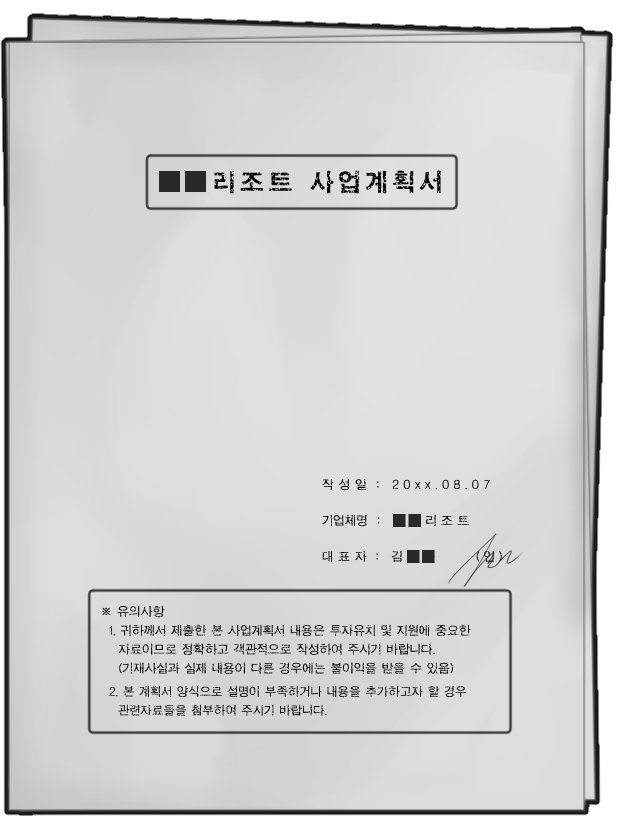 ■■리조트 사업계획서
작 성 일 : 20xx.08.07
기업체명 : ■■리조트
대 표 자 : 김■■ (인)
※ 유의사항
1. 귀하께서 제출한 본 사업계획서 내용은 투자유치 및 지원에 중요한
자료이므로 정확하고 객관적으로 작성하여 주시기 바랍니다.
(기재사실과 실제 내용이 다른 경우에는 불이익을 받을 수 있음)
2. 본 계획서 양식으로 설명이 부족하거나 내용을 추가하고자 할 경우
관련자료들을 첨부하여 주시기 바랍니다.